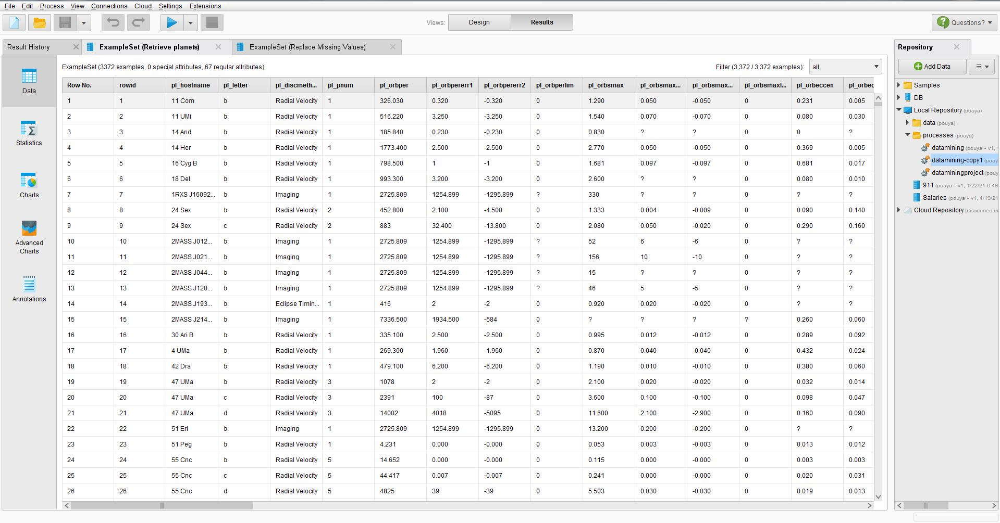 File Edit Process View Connections Cloud Settings Extensions
Views: Design Results Questions?
Result History ExampleSet (Retrieve planets) ExampleSet (Replace Missing Values) Repository
ExampleSet (3372 examples, 0 special attributes, 67 regular attributes) Filter (3,372 / 3,372 examples): all
Row No. rowid pl_hostname pl_letter pl_discmeth... pl_pnum pl_orbper pl_orbpererr1 pl_orbpererr2 pl_orbperlim pl_orbsmax pl_orbsmax... pl_orbsmax... pl_orbsmaxl... pl_orbeccen pl_orbec
1 1 11 Com b Radial Velocity 1 326.030 0.320 -0.320 0 1.290 0.050 -0.050 0 0.231 0.005
2 2 11 UMi b Radial Velocity 1 516.220 3.250 -3.250 0 1.540 0.070 -0.070 0 0.080 0.030
3 3 14 And b Radial Velocity 1 185.840 0.230 -0.230 0 0.830 ? ? 0 0 ?
4 4 14 Her b Radial Velocity 1 1773.400 2.500 -2.500 0 2.770 0.050 -0.050 0 0.369 0.005
5 5 16 Cyg B b Radial Velocity 1 798.500 1 -1 0 1.681 0.097 -0.097 0 0.681 0.017
6 6 18 Del b Radial Velocity 1 993.300 3.200 -3.200 0 2.600 ? ? 0 0.080 0.010
7 7 1RXS J16092... b Imaging 1 2725.809 1254.899 -1295.899 ? 330 ? ? 0 ? ?
8 8 24 Sex b Radial Velocity 2 452.800 2.100 -4.500 0 1.333 0.004 -0.009 0 0.090 0.140
9 9 24 Sex c Radial Velocity 2 883 32.400 -13.800 0 2.080 0.050 -0.020 0 0.290 0.160
10 10 2MASS J012... b Imaging 1 2725.809 1254.899 -1295.899 ? 52 6 -6 0 ? ?
11 11 2MASS J021... b Imaging 1 2725.809 1254.899 -1295.899 ? 156 10 -10 0 ? ?
12 12 2MASS J044... b Imaging 1 2725.809 1254.899 -1295.899 ? 15 ? ? 0 ? ?
13 13 2MASS J120... b Imaging 1 2725.809 1254.899 -1295.899 ? 46 5 -5 0 ? ?
14 14 2MASS J193... b Eclipse Timin... 1 416 2 -2 0 0.920 0.020 -0.020 0 ? ?
15 15 2MASS J214... b Imaging 1 7336.500 1934.500 -584 0 ? ? ? ? 0.260 0.060
16 16 30 Ari B b Radial Velocity 1 335.100 2.500 -2.500 0 0.995 0.012 -0.012 0 0.289 0.092
17 17 4 UMa b Radial Velocity 1 269.300 1.960 -1.960 0 0.870 0.040 -0.040 0 0.432 0.024
18 18 42 Dra b Radial Velocity 1 479.100 6.200 -6.200 0 1.190 0.010 -0.010 0 0.380 0.060
19 19 47 UMa b Radial Velocity 3 1078 2 -2 0 2.100 0.020 -0.020 0 0.032 0.014
20 20 47 UMa c Radial Velocity 3 2391 100 -87 0 3.600 0.100 -0.100 0 0.098 0.047
21 21 47 UMa d Radial Velocity 3 14002 4018 -5095 0 11.600 2.100 -2.900 0 0.160 0.090
22 22 51 Eri b Imaging 1 2725.809 1254.899 -1295.899 0 13.200 0.200 -0.200 0 ? ?
23 23 51 Peg b Radial Velocity 1 4.231 0.000 -0.000 0 0.053 0.003 -0.003 0 0.013 0.012
24 24 55 Cnc b Radial Velocity 5 14.652 0.000 -0.000 0 0.115 0.000 -0.000 0 0.003 0.003
25 25 55 Cnc c Radial Velocity 5 44.417 0.007 -0.007 0 0.241 0.000 -0.000 0 0.020 0.031
26 26 55 Cnc d Radial Velocity 5 4825 39 -39 0 5.503 0.030 -0.030 0 0.019 0.013
Data
Statistics
Charts
Advanced
Charts
Annotations
Add Data
Samples
DB
Local Repository (pouya)
data (pouya)
processes (pouya)
datamining (pouya - v1,
datamining-copy1 (pouy
dataminingproject (pouy
911 (pouya - v1, 1/22/21 6:49
Salaries (pouya - v1, 1/19/21
Cloud Repository (disconnected